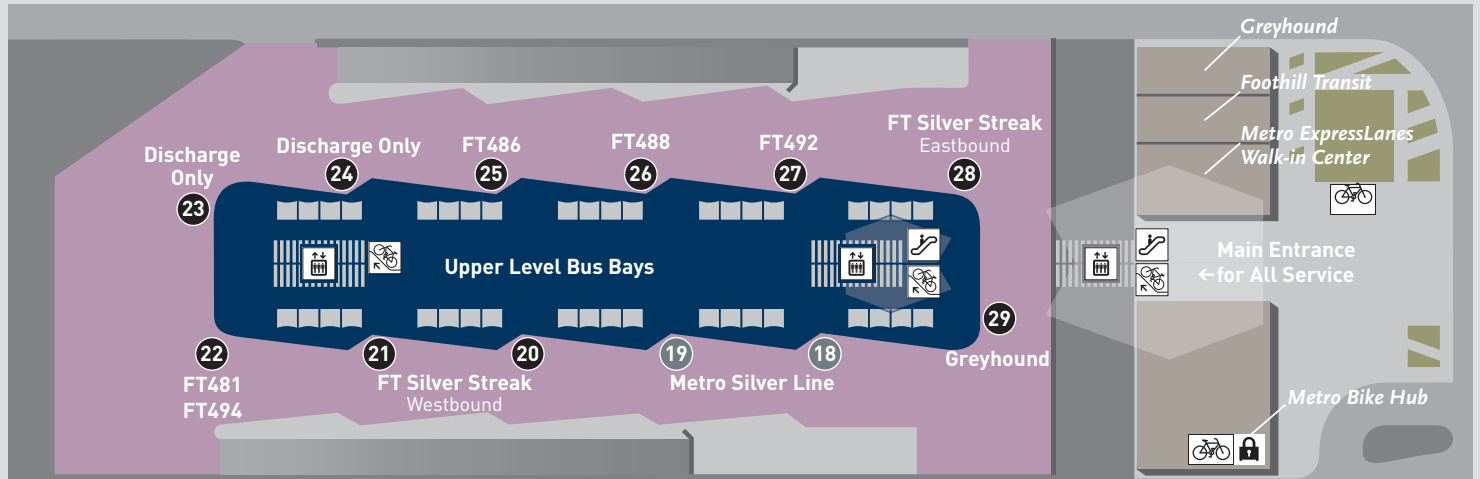 Greyhound
Foothill Transit
Metro ExpressLanes
Walk-in Center
Discharge
Only
23
Discharge Only
24
FT486
25
FT488
26
FT492
27
FT Silver Streak
Eastbound
28
Upper Level Bus Bays
Main Entrance
←for All Service
29
Greyhound
22
FT481
FT494
21
20
FT Silver Streak
Westbound
19
18
Metro Silver Line
Metro Bike Hub